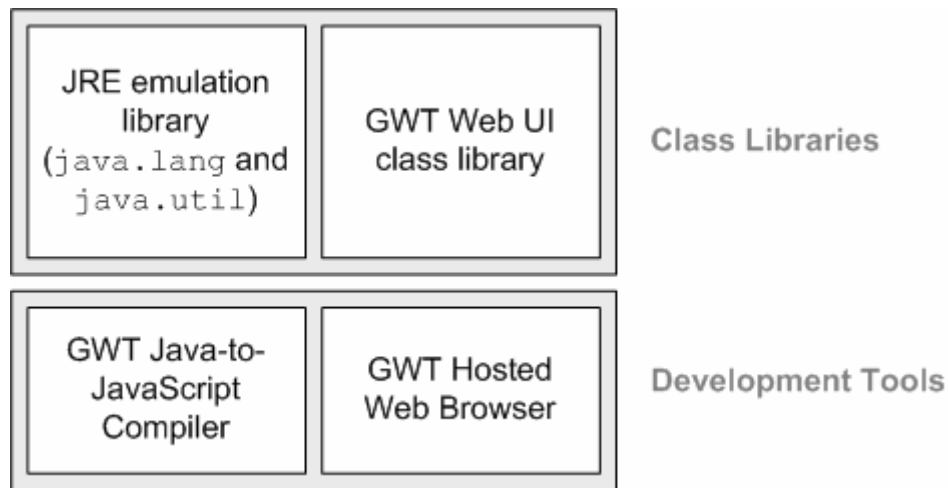 JRE emulation
library
(java.lang and
java.util)
GWT Web UI
class library
Class Libraries
GWT Java-to-
JavaScript
Compiler
GWT Hosted
Web Browser
Development Tools